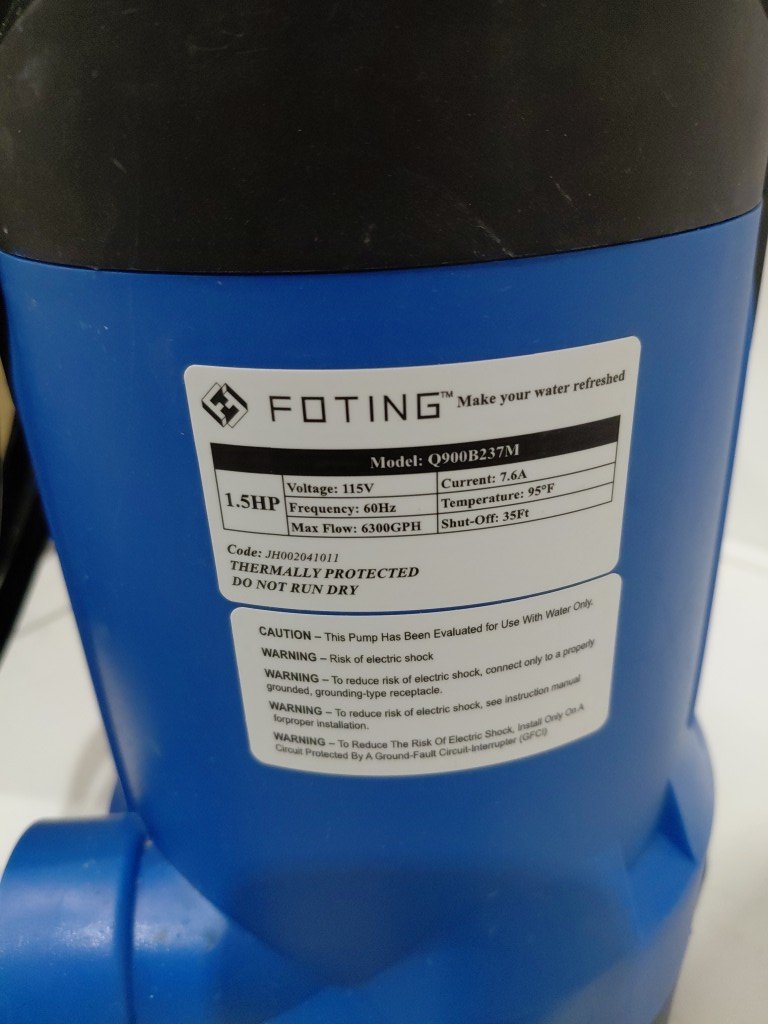 FOTING™ Make your water refreshed
Model: Q900B237M
1.5HP
Voltage: 115V
Current: 7.6A
Frequency: 60Hz
Temperature: 95°F
Max Flow: 6300GPH
Shut-Off: 35Ft
Code: JH002041011
THERMALLY PROTECTED
DO NOT RUN DRY
CAUTION – This Pump Has Been Evaluated for Use With Water Only.
WARNING – Risk of electric shock
WARNING – To reduce risk of electric shock, connect only to a properly
grounded, grounding-type receptacle.
WARNING – To reduce risk of electric shock, see instruction manual
forproper installation.
WARNING – To Reduce The Risk Of Electric Shock, Install Only On A
Circuit Protected By A Ground-Fault Circuit-Interrupter (GFCI)